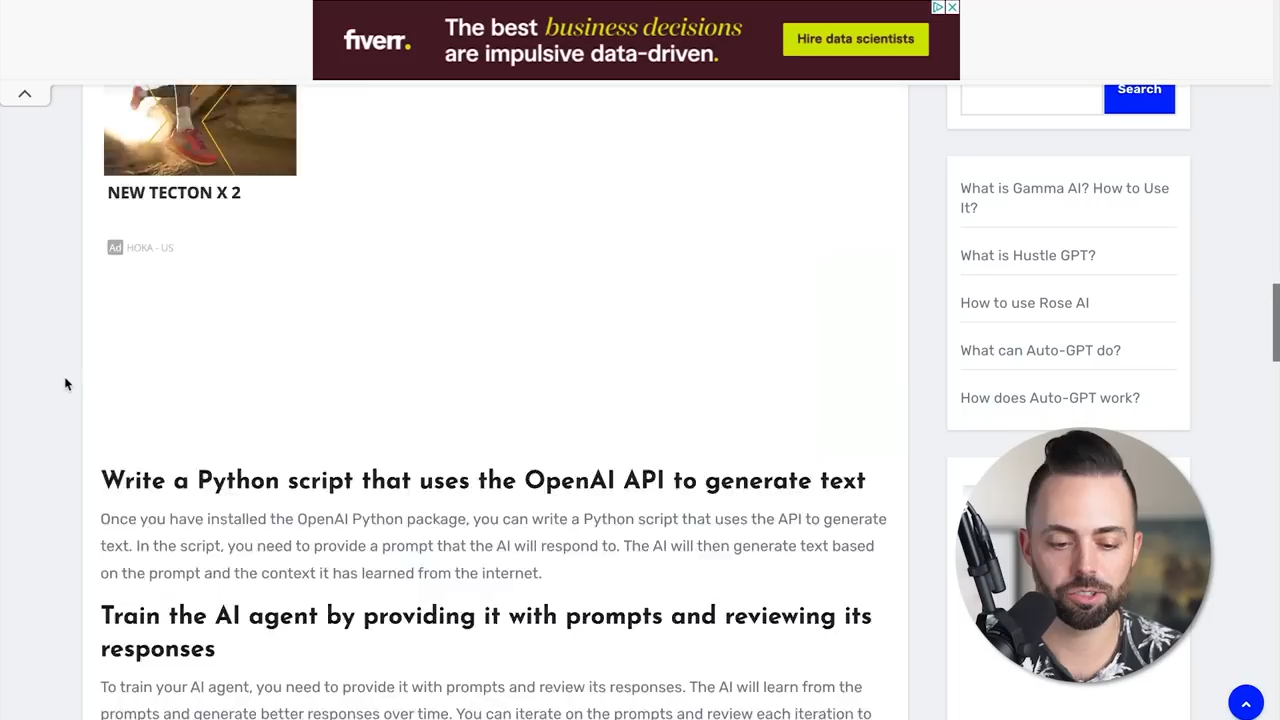 fiverr.
The best business decisions
are impulsive data-driven.
Hire data scientists
NEW TECTON X 2
Ad HOKA - US
Search
What is Gamma AI? How to Use
It?
What is Hustle GPT?
How to use Rose AI
What can Auto-GPT do?
How does Auto-GPT work?
Write a Python script that uses the OpenAI API to generate text
Once you have installed the OpenAI Python package, you can write a Python script that uses the API to generate
text. In the script, you need to provide a prompt that the AI will respond to. The AI will then generate text based
on the prompt and the context it has learned from the internet.
Train the AI agent by providing it with prompts and reviewing its
responses
To train your AI agent, you need to provide it with prompts and review its responses. The AI will learn from the
prompts and generate better responses over time. You can iterate on the prompts and review each iteration to